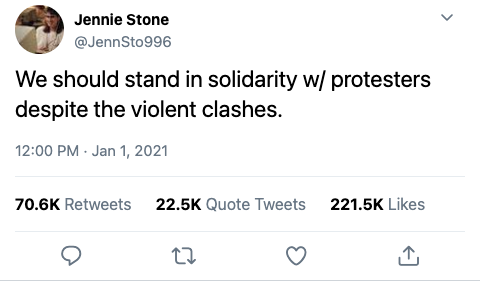 Jennie Stone
@JennSto996
We should stand in solidarity w/ protesters
despite the violent clashes.
12:00 PM · Jan 1, 2021
70.6K Retweets 22.5K Quote Tweets 221.5K Likes